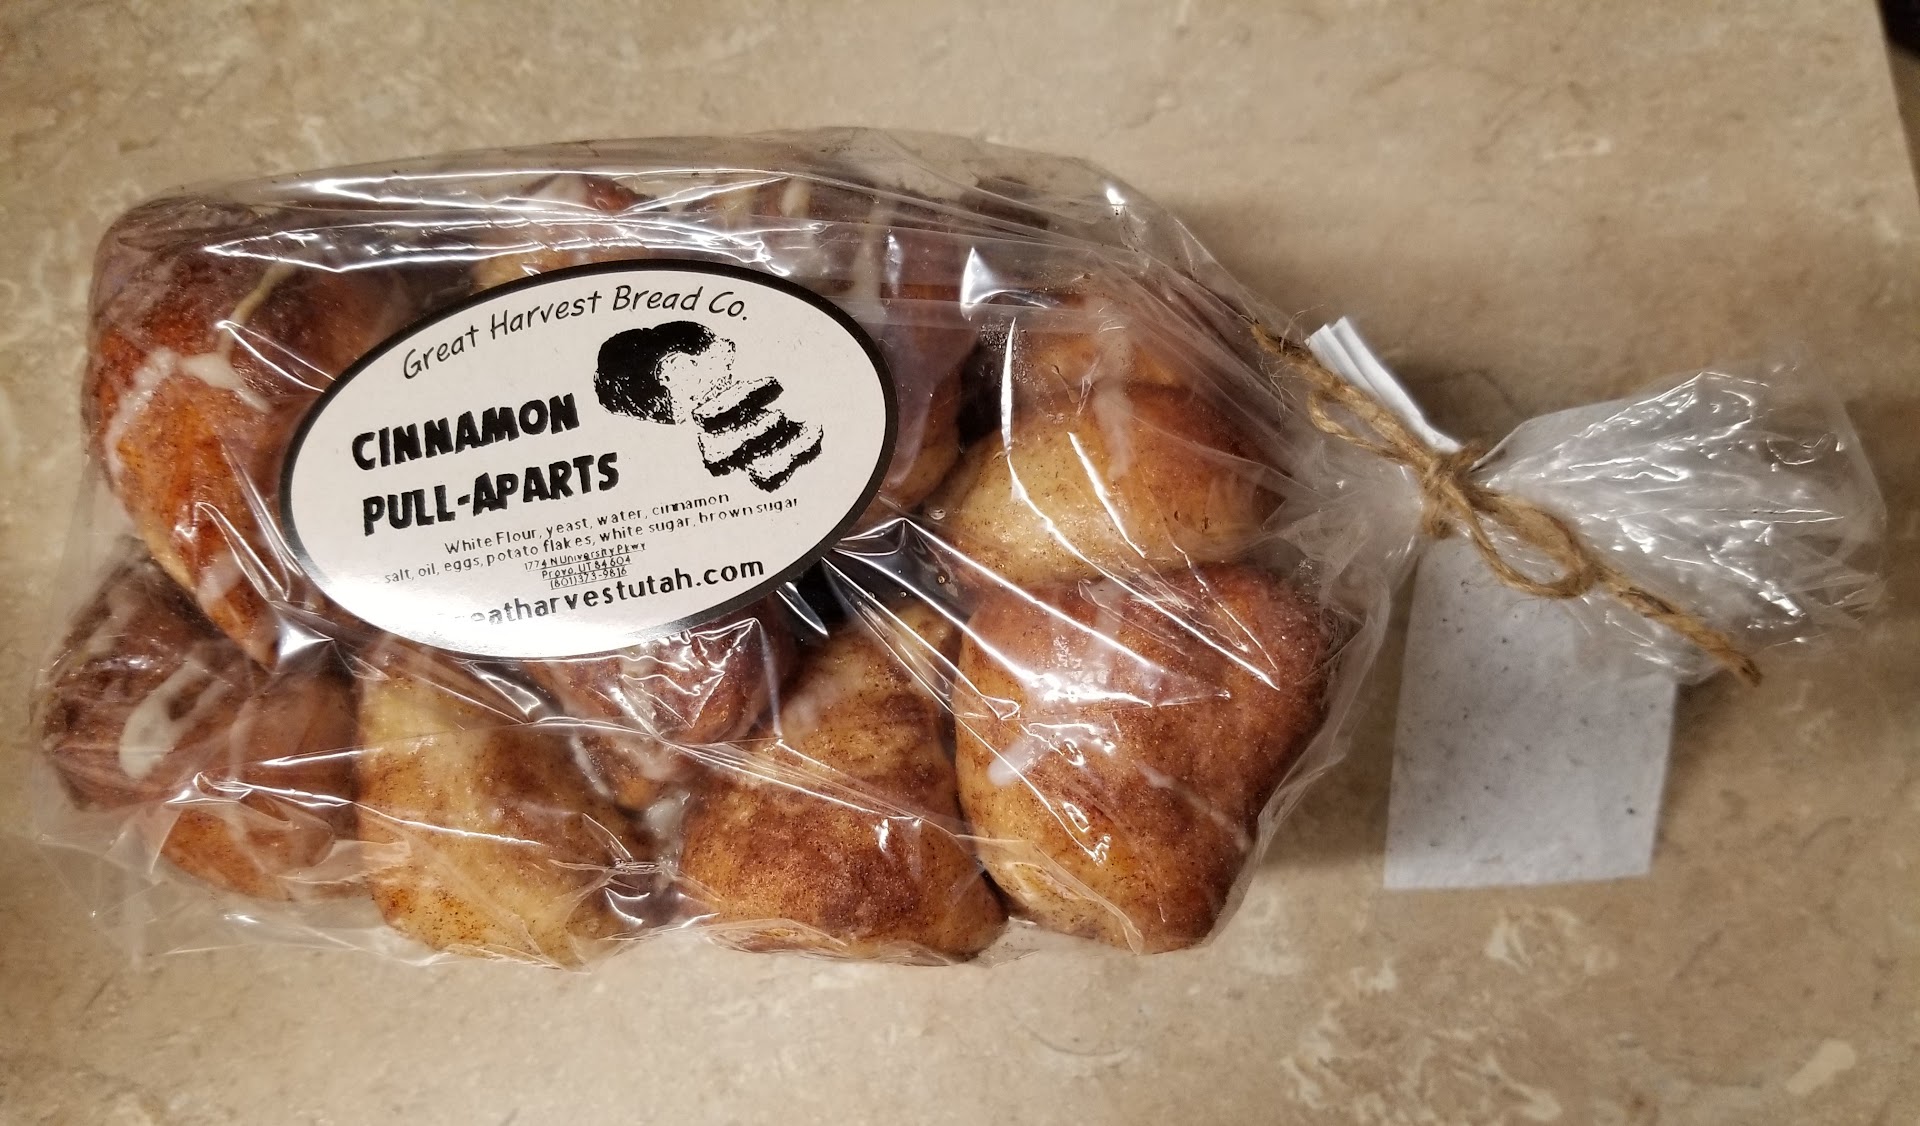 Great Harvest Bread Co.
CINNAMON
PULL-APARTS
White Flour, yeast, water, cinnamon
salt, oil, eggs, potato flakes, white sugar, brown sugar
1774 N University Pkwy
Provo, UT 84604
(801)373-9816
eatharvestutah.com